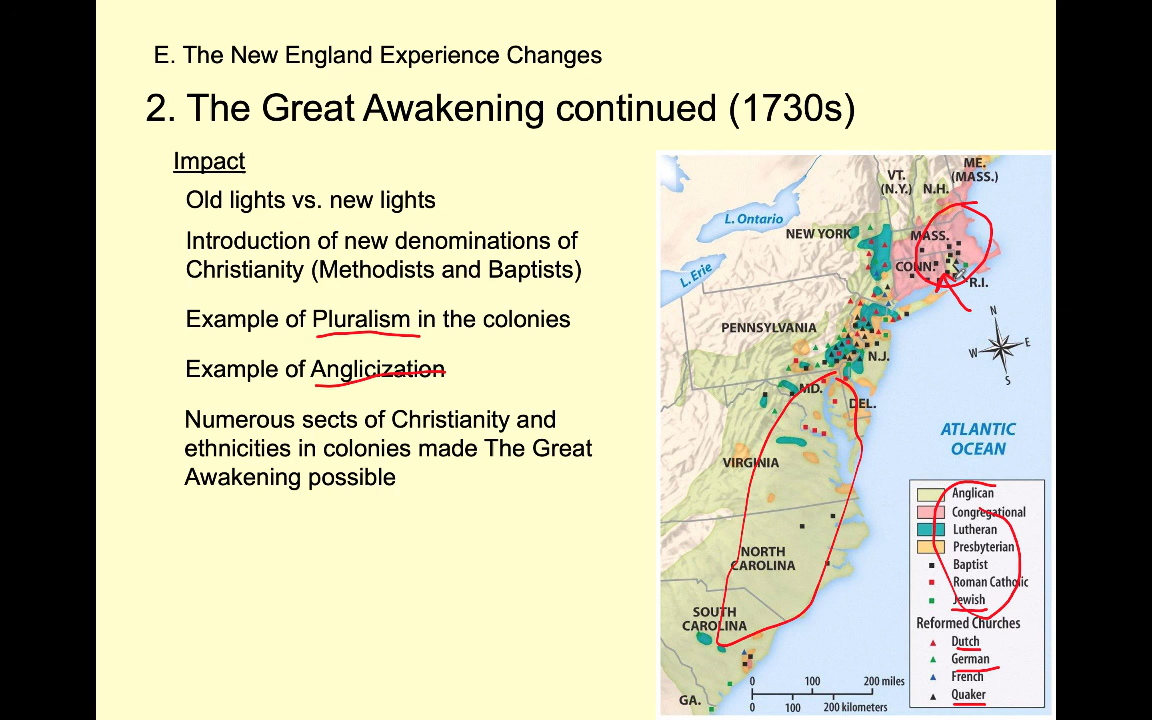 E. The New England Experience Changes
2. The Great Awakening continued (1730s)
Impact
Old lights vs. new lights
Introduction of new denominations of
Christianity (Methodists and Baptists)
Example of Pluralism in the colonies
Example of Anglicization
Numerous sects of Christianity and
ethnicities in colonies made The Great
Awakening possible
ME.
(MASS.)
VT.
(N.Y.)
N.H.
L. Ontario
NEW YORK
MASS.
CONN.
R.I.
L. Erie
PENNSYLVANIA
N.J.
N
W
E
S
MD.
DEL.
ATLANTIC
OCEAN
VIRGINIA
NORTH
CAROLINA
SOUTH
CAROLINA
GA.
Anglican
Congregational
Lutheran
Presbyterian
Baptist
Roman Catholic
Jewish
Reformed Churches
Dutch
German
French
Quaker
0 100 200 miles
0 100 200 kilometers